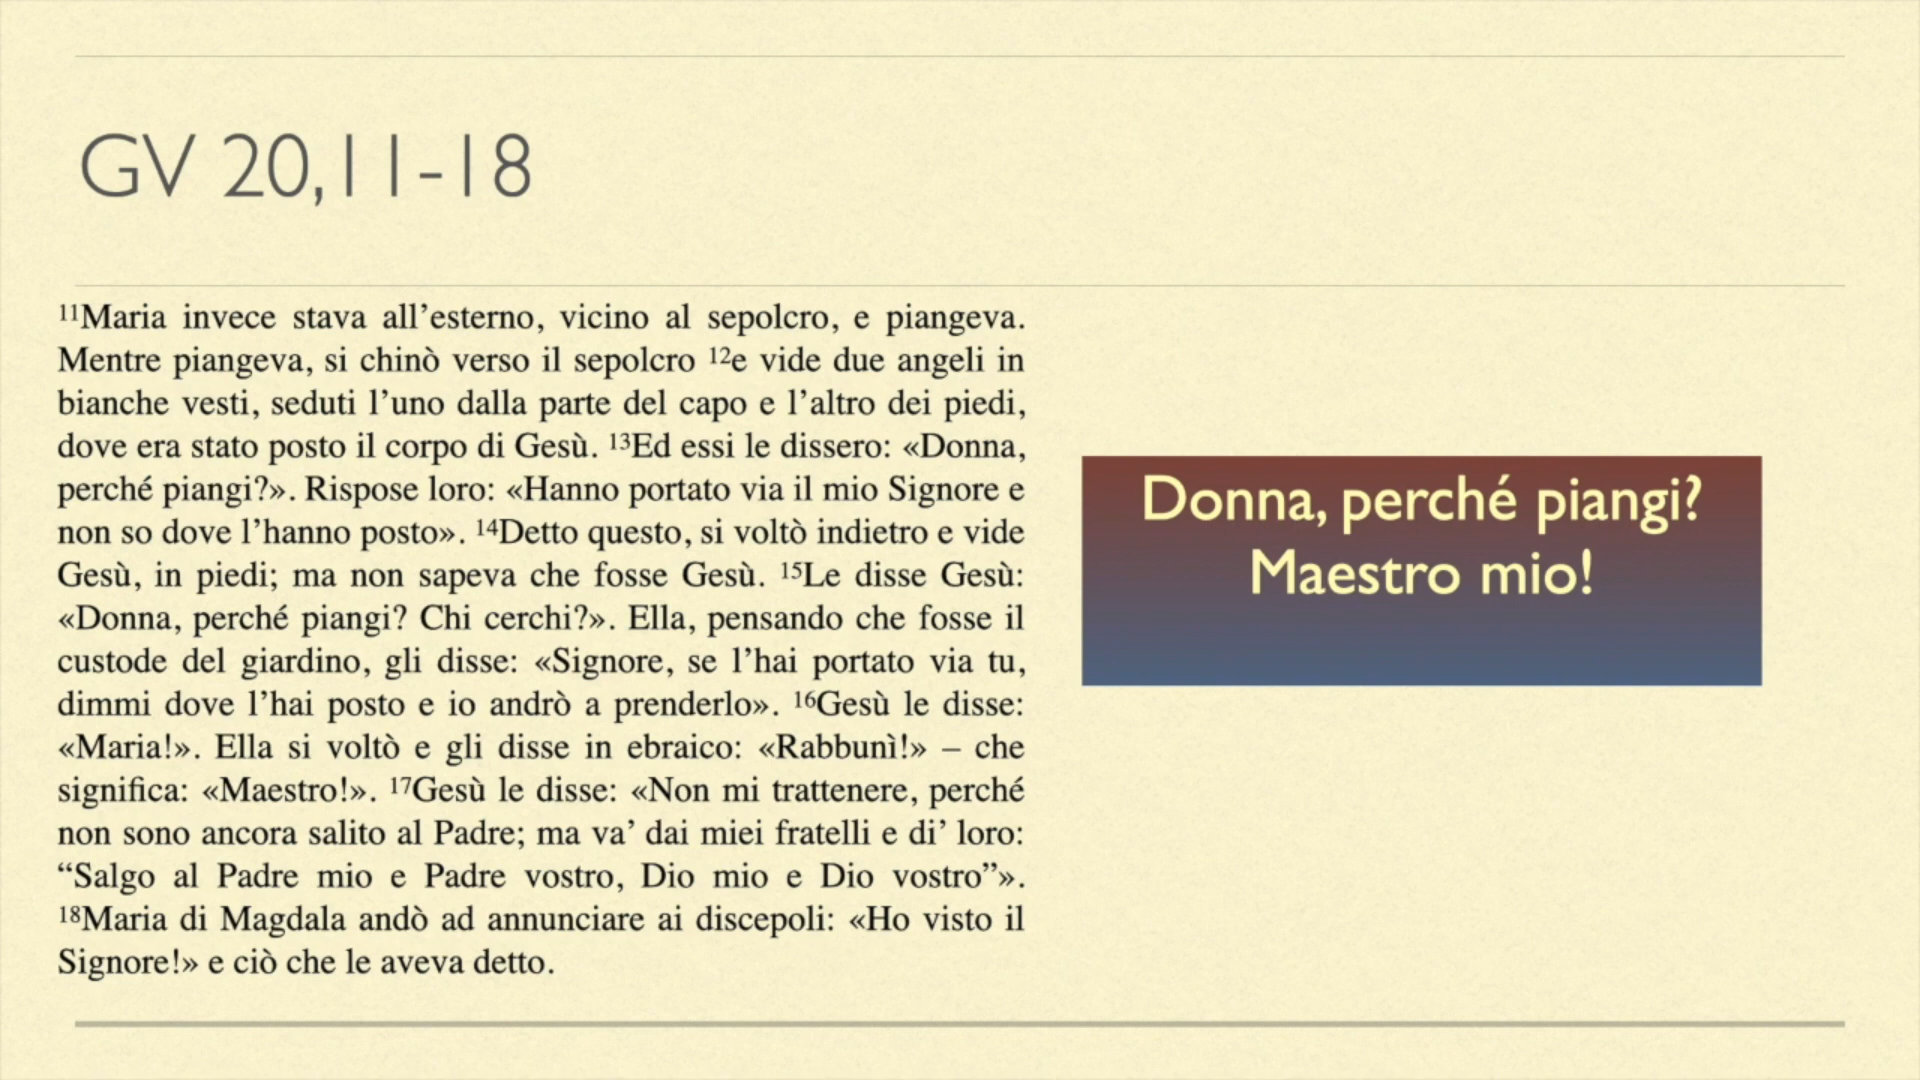 GV 20,11-18
¹¹Maria invece stava all’esterno, vicino al sepolcro, e piangeva.
Mentre piangeva, si chinò verso il sepolcro ¹²e vide due angeli in
bianche vesti, seduti l’uno dalla parte del capo e l’altro dei piedi,
dove era stato posto il corpo di Gesù. ¹³Ed essi le dissero: «Donna,
perché piangi?». Rispose loro: «Hanno portato via il mio Signore e
non so dove l’hanno posto». ¹⁴Detto questo, si voltò indietro e vide
Gesù, in piedi; ma non sapeva che fosse Gesù. ¹⁵Le disse Gesù:
«Donna, perché piangi? Chi cerchi?». Ella, pensando che fosse il
custode del giardino, gli disse: «Signore, se l’hai portato via tu,
dimmi dove l’hai posto e io andrò a prenderlo». ¹⁶Gesù le disse:
«Maria!». Ella si voltò e gli disse in ebraico: «Rabbunì!» – che
significa: «Maestro!». ¹⁷Gesù le disse: «Non mi trattenere, perché
non sono ancora salito al Padre; ma va’ dai miei fratelli e di’ loro:
“Salgo al Padre mio e Padre vostro, Dio mio e Dio vostro”».
¹⁸Maria di Magdala andò ad annunciare ai discepoli: «Ho visto il
Signore!» e ciò che le aveva detto.
Donna, perché piangi?
Maestro mio!